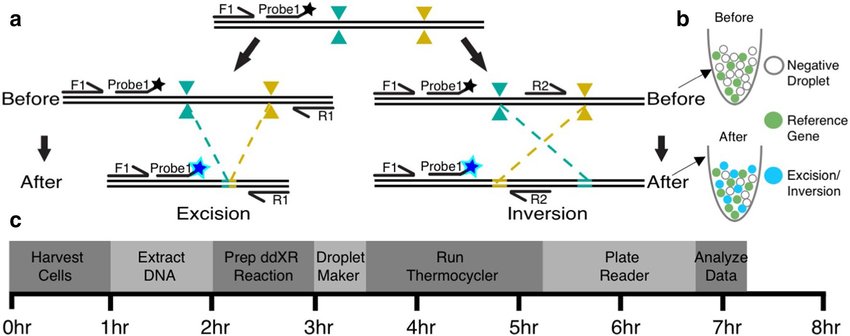 a
F1 Probe1
b
Before
Negative
Droplet
Reference
Gene
After
Excision/
Inversion
Before
F1 Probe1
R1
F1 Probe1 R2
Before
After
F1 Probe1
R1
Excision
F1 Probe1
R2
Inversion
After
c
Harvest
Cells
Extract
DNA
Prep ddXR
Reaction
Droplet
Maker
Run
Thermocycler
Plate
Reader
Analyze
Data
0hr 1hr 2hr 3hr 4hr 5hr 6hr 7hr 8hr